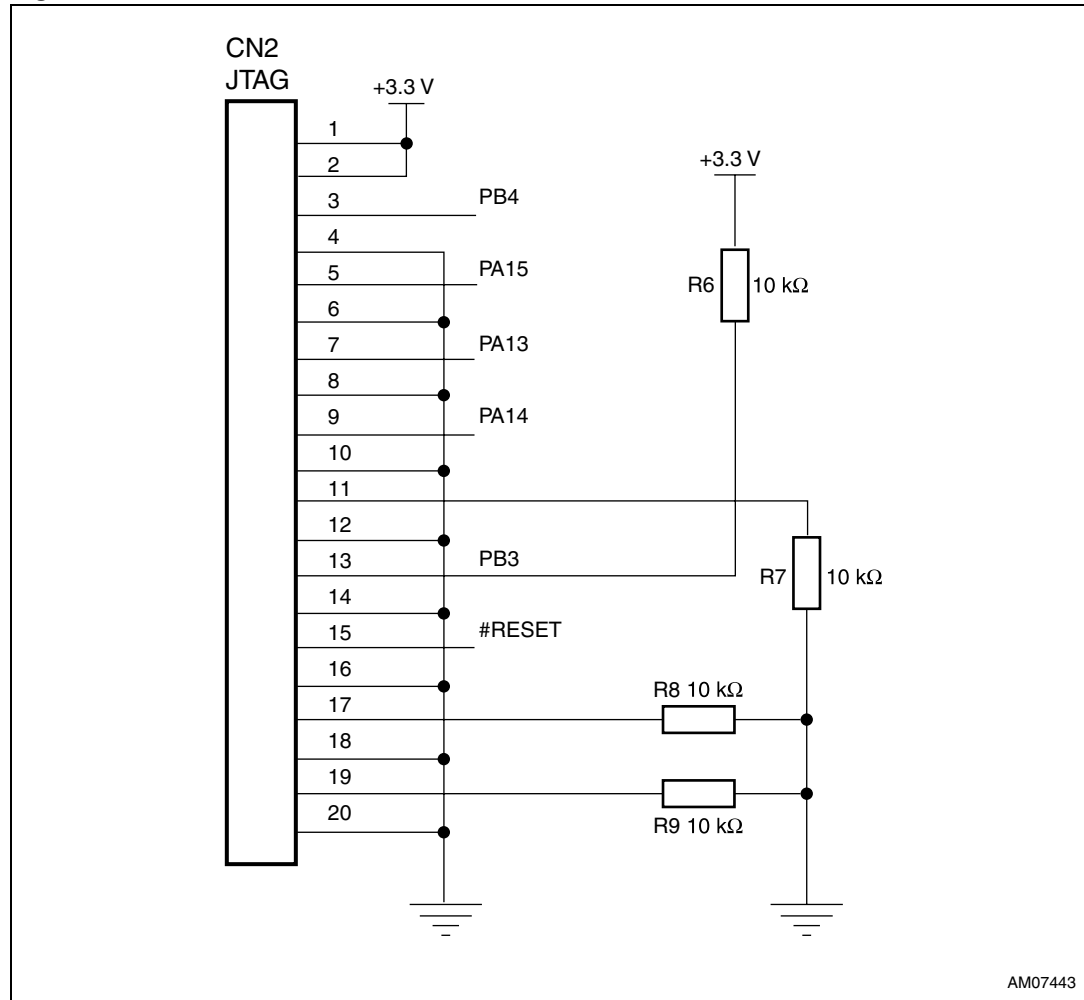 CN2
JTAG
+3.3 V
1
2
3 PB4
4
5 PA15
6
7 PA13
8
9 PA14
10
11
12
13 PB3
14
15 #RESET
16
17
18
19
20
+3.3 V
R6 10 kΩ
R7 10 kΩ
R8 10 kΩ
R9 10 kΩ
AM07443